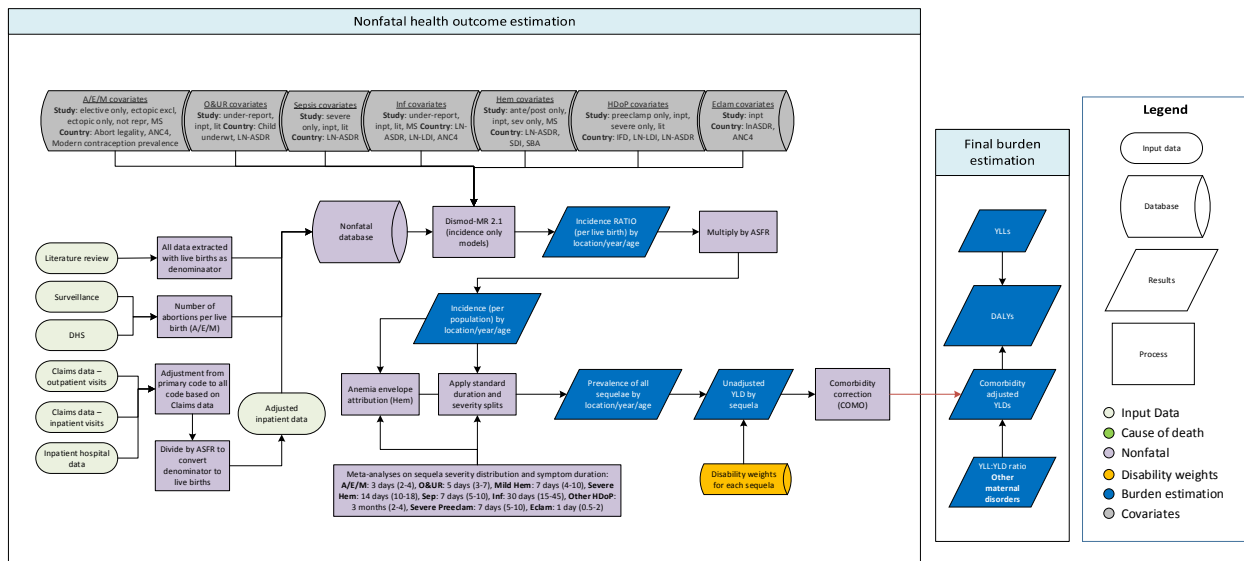 Nonfatal health outcome estimation
A/E/M covariates
Study: elective only, ectopic excl,
ectopic only, not repr, MS
Country: Abort legality, ANC4,
Modern contraception prevalence
O&UR covariates
Study: under-report,
inpt, lit Country: Child
underwt, LN-ASDR
Sepsis covariates
Study: severe
only, inpt, lit
Country: LN-ASDR
Inf covariates
Study: under-report,
inpt, lit, MS Country: LN-
ASDR, LN-LDI, ANC4
Hem covariates
Study: ante/post only,
inpt, sev only, MS
Country: LN-ASDR,
SDI, SBA
HDoP covariates
Study: preeclamp only, inpt,
severe only, lit
Country: IFD, LN-LDI, LN-ASDR
Eclam covariates
Study: inpt
Country: lnASDR,
ANC4
Nonfatal
database
Dismod-MR 2.1
(incidence only
models)
Incidence RATIO
(per live birth) by
location/year/age
Multiply by ASFR
Literature review
All data extracted
with live births as
denominaator
Surveillance
DHS
Number of
abortions per live
birth (A/E/M)
Claims data –
outpatient visits
Claims data –
inpatient visits
Inpatient hospital
data
Adjustment from
primary code to all
code based on
Claims data
Divide by ASFR to
convert denominator to
live births
Adjusted
inpatient data
Incidence (per
population) by
location/year/age
Anemia envelope
attribution (Hem)
Apply standard
duration and
severity splits
Prevalence of all
sequelae by
location/year/age
Unadjusted
YLD by
sequela
Comorbidity
correction
(COMO)
Meta-analyses on sequela severity distribution and symptom duration:
A/E/M: 3 days (2-4), O&UR: 5 days (3-7), Mild Hem: 7 days (4-10), Severe
Hem: 14 days (10-18), Sep: 7 days (5-10), Inf: 30 days (15-45), Other HDoP:
3 months (2-4), Severe Preeclam: 7 days (5-10), Eclam: 1 day (0.5-2)
Disability weights
for each sequela
Final burden
estimation
YLLs
DALYs
Comorbidity
adjusted
YLDs
YLL:YLD ratio
Other
maternal
disorders
Legend
Input data
Database
Results
Process
Input Data
Cause of death
Nonfatal
Disability weights
Burden estimation
Covariates